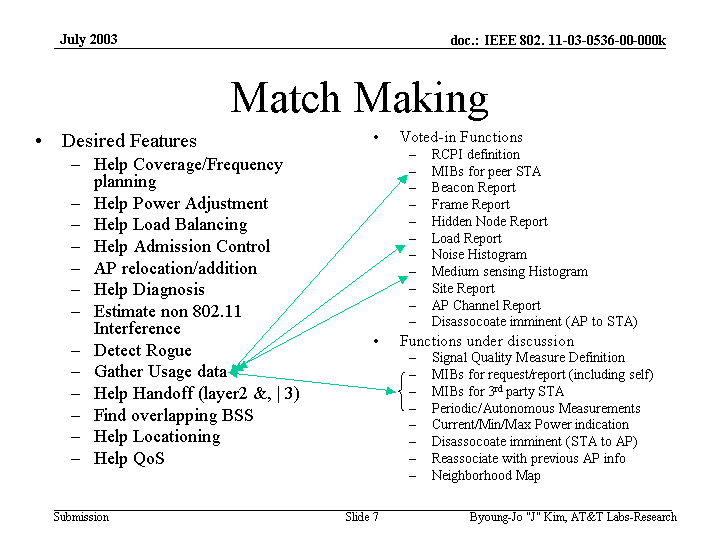 July 2003
doc.: IEEE 802. 11-03-0536-00-000k
Match Making
• Desired Features
– Help Coverage/Frequency
planning
– Help Power Adjustment
– Help Load Balancing
– Help Admission Control
– AP relocation/addition
– Help Diagnosis
– Estimate non 802.11
Interference
– Detect Rogue
– Gather Usage data
– Help Handoff (layer2 &, | 3)
– Find overlapping BSS
– Help Locationing
– Help QoS
• Voted-in Functions
– RCPI definition
– MIBs for peer STA
– Beacon Report
– Frame Report
– Hidden Node Report
– Load Report
– Noise Histogram
– Medium sensing Histogram
– Site Report
– AP Channel Report
– Disassocoate imminent (AP to STA)
• Functions under discussion
– Signal Quality Measure Definition
– MIBs for request/report (including self)
– MIBs for 3rd party STA
– Periodic/Autonomous Measurements
– Current/Min/Max Power indication
– Disassocoate imminent (STA to AP)
– Reassociate with previous AP info
– Neighborhood Map
Submission
Slide 7
Byoung-Jo "J" Kim, AT&T Labs-Research